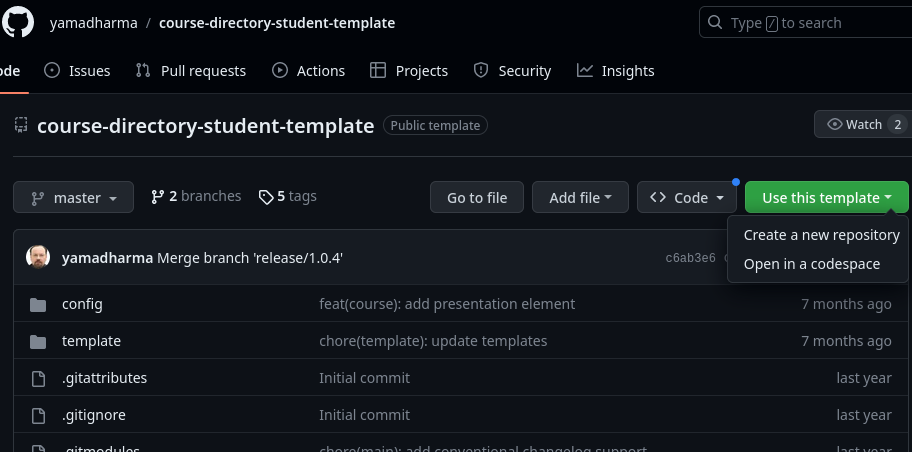 yamadharma / course-directory-student-template
Type / to search
ode Issues Pull requests Actions Projects Security Insights
course-directory-student-template Public template
Watch 2
master 2 branches 5 tags Go to file Add file Code Use this template
Create a new repository
Open in a codespace
yamadharma Merge branch 'release/1.0.4' c6ab3e6
config feat(course): add presentation element 7 months ago
template chore(template): update templates 7 months ago
.gitattributes Initial commit last year
.gitignore Initial commit last year
.gitmodules chore(main): add conventional changelog support last year